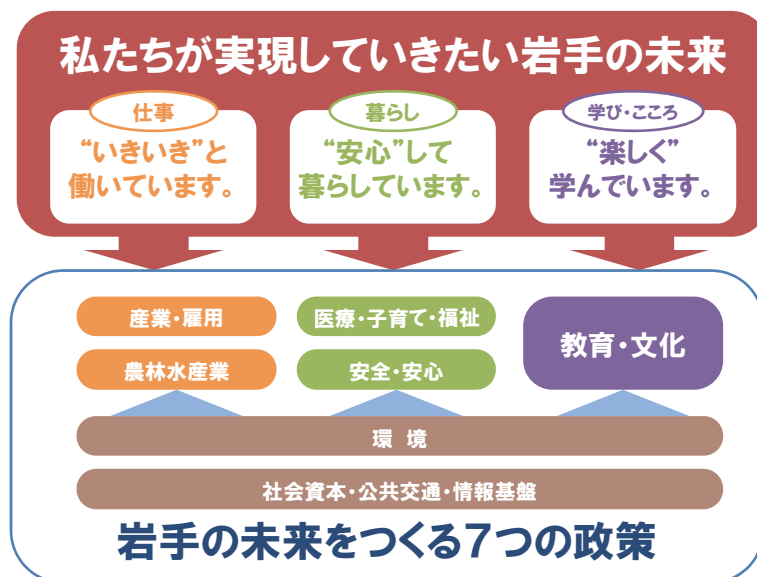 私たちが実現していきたい岩手の未来
仕事
“いきいき”と
働いています。
暮らし
“安心”して
暮らしています。
学び・こころ
“楽しく”
学んでいます。
産業・雇用
農林水産業
医療・子育て・福祉
安全・安心
教育・文化
環 境
社会資本・公共交通・情報基盤
岩手の未来をつくる7つの政策